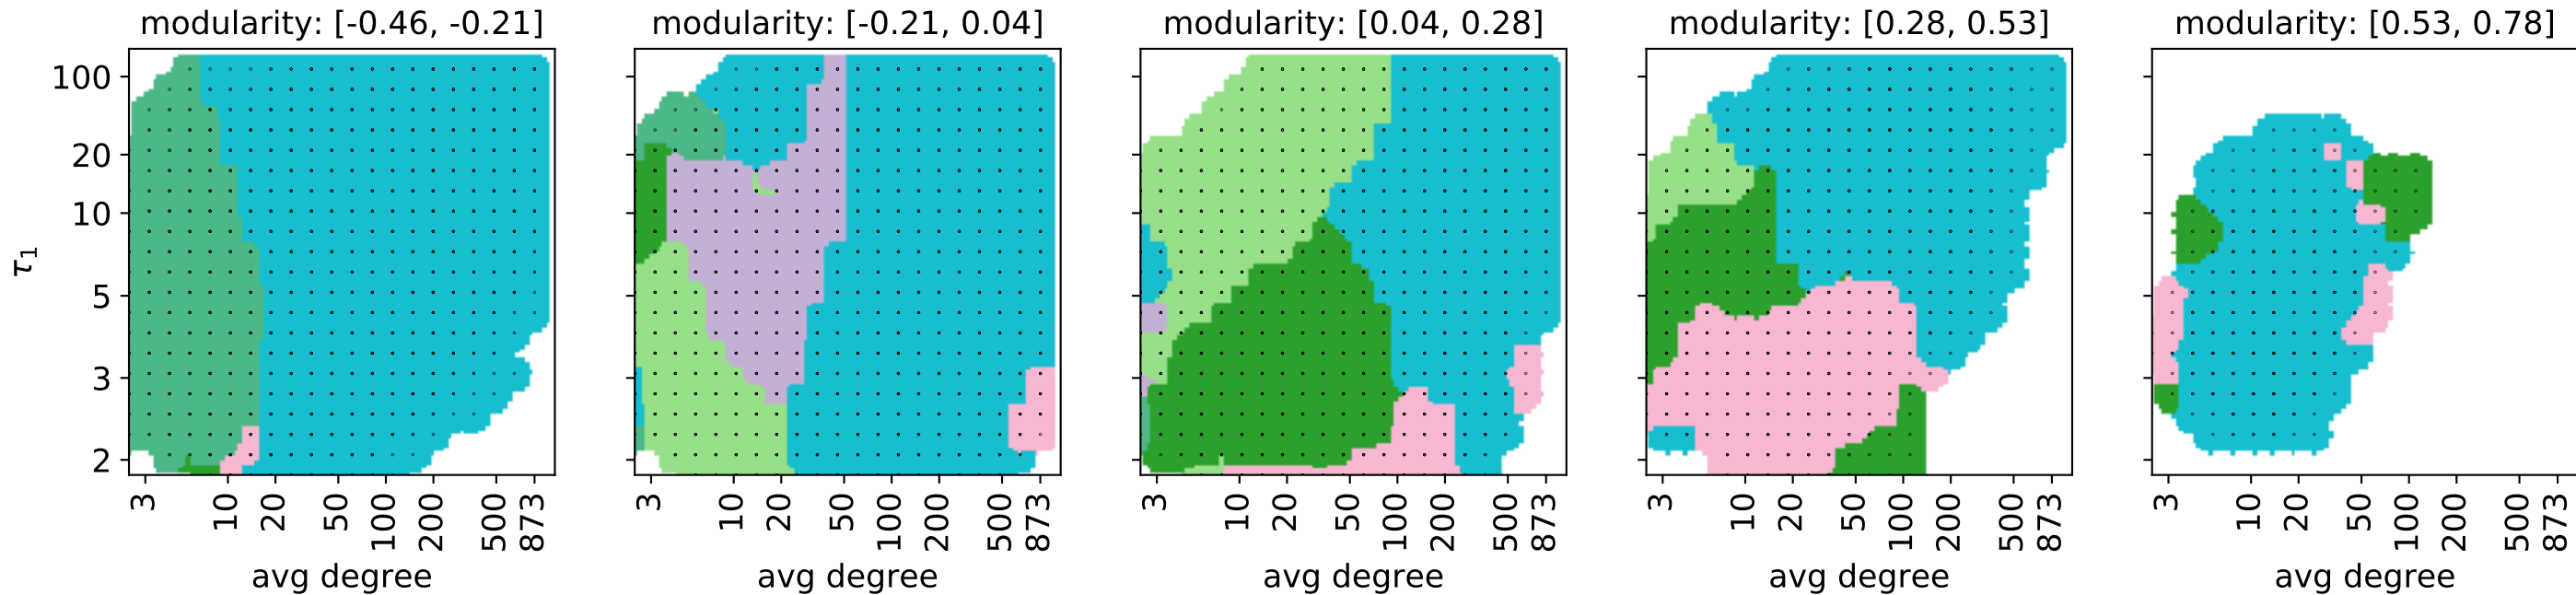 modularity: [-0.46, -0.21]
modularity: [-0.21, 0.04]
modularity: [0.04, 0.28]
modularity: [0.28, 0.53]
modularity: [0.53, 0.78]
τ1
100
20
10
5
3
2
3 10 20 50 100 200 500 873
3 10 20 50 100 200 500 873
3 10 20 50 100 200 500 873
3 10 20 50 100 200 500 873
3 10 20 50 100 200 500 873
avg degree
avg degree
avg degree
avg degree
avg degree